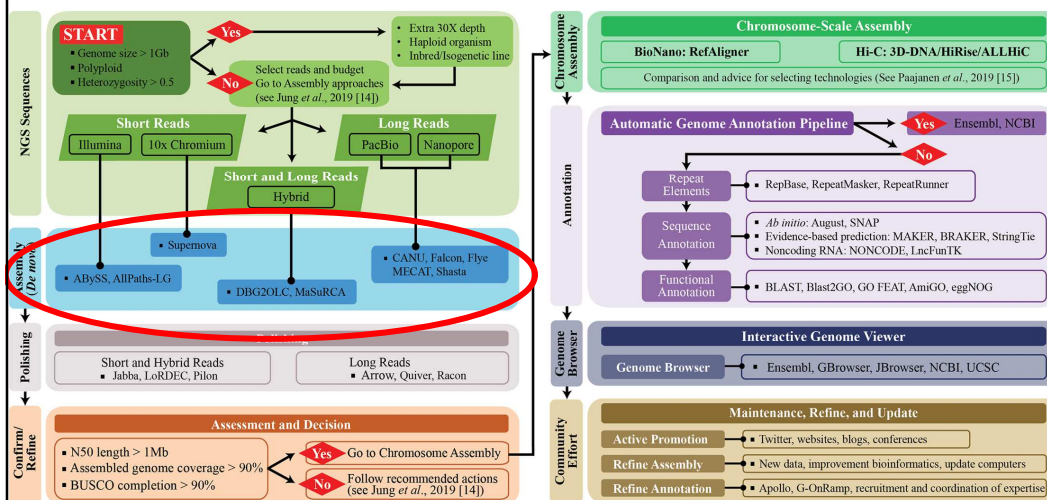 NGS Sequences
START
▪ Genome size > 1Gb
▪ Polyploid
▪ Heterozygosity > 0.5
Yes
No
▪ Extra 30X depth
▪ Haploid organism
▪ Inbred/Isogenetic line
Select reads and budget
Go to Assembly approaches
(see Jung et al., 2019 [14])
Short Reads
Illumina
10x Chromium
Long Reads
PacBio
Nanopore
Short and Long Reads
Hybrid
Assembly
(De novo)
▪ Supernova
▪ ABySS, AllPaths-LG
▪ DBG2OLC, MaSuRCA
▪ CANU, Falcon, Flye
MECAT, Shasta
Polishing
Short and Hybrid Reads
▪ Jabba, LoRDEC, Pilon
Long Reads
▪ Arrow, Quiver, Racon
Confirm/
Refine
Assessment and Decision
▪ N50 length > 1Mb
▪ Assembled genome coverage > 90%
▪ BUSCO completion > 90%
Yes
Go to Chromosome Assembly
No
Follow recommended actions
(see Jung et al., 2019 [14])
Chromosome
Assembly
Chromosome-Scale Assembly
BioNano: RefAligner
Hi-C: 3D-DNA/HiRise/ALLHiC
Comparison and advice for selecting technologies (See Paajanen et al., 2019 [15])
Annotation
Automatic Genome Annotation Pipeline
Yes
Ensembl, NCBI
No
Repeat
Elements
▪ RepBase, RepeatMasker, RepeatRunner
Sequence
Annotation
▪ Ab initio: August, SNAP
▪ Evidence-based prediction: MAKER, BRAKER, StringTie
▪ Noncoding RNA: NONCODE, LncFunTK
Functional
Annotation
▪ BLAST, Blast2GO, GO FEAT, AmiGO, eggNOG
Genome
Browser
Interactive Genome Viewer
Genome Browser
▪ Ensembl, GBrowser, JBrowser, NCBI, UCSC
Community
Effort
Maintenance, Refine, and Update
Active Promotion
▪ Twitter, websites, blogs, conferences
Refine Assembly
▪ New data, improvement bioinformatics, update computers
Refine Annotation
▪ Apollo, G-OnRamp, recruitment and coordination of expertise